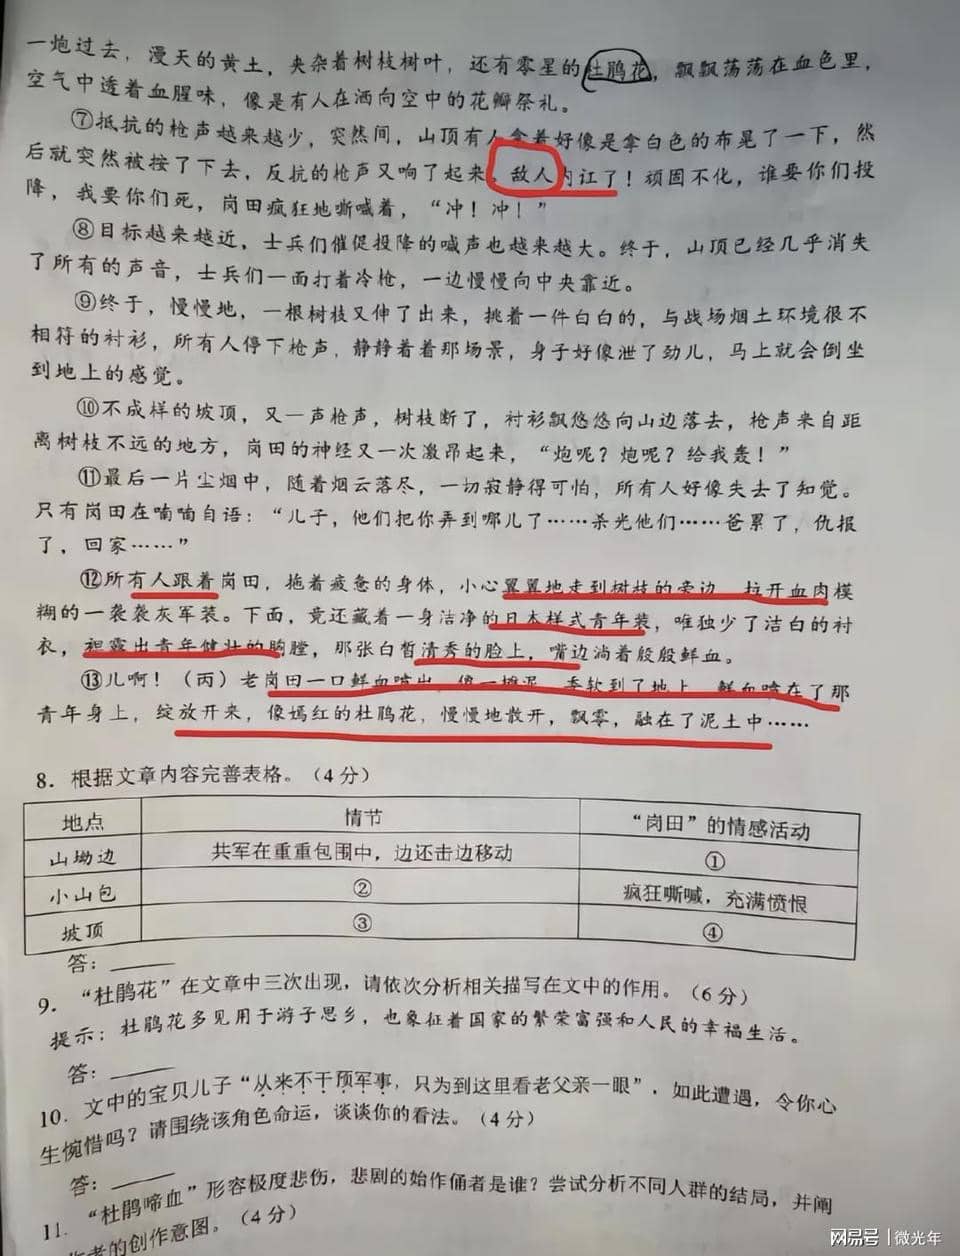 一炮过去，漫天的黄土，夹杂着树枝树叶，还有零星的杜鹃花，飘飘荡荡在血色里，
空气中透着血腥味，像是有人在洒向空中的花瓣祭礼。
⑦抵抗的枪声越来越少，突然间，山顶有人拿着好像是拿白色的布晃了一下，然
后就突然被按了下去，反抗的枪声又响了起来，敌人内讧了！顽固不化，谁要你们投
降，我要你们死，岗田疯狂地嘶喊着，“冲！冲！”
⑧目标越来越近，士兵们催促投降的喊声也越来越大。终于，山顶已经几乎消失
了所有的声音，士兵们一面打着冷枪，一边慢慢向中央靠近。
⑨终于，慢慢地，一根树枝又伸了出来，挑着一件白白的，与战场烟土环境很不
相符的衬衫，所有人停下枪声，静静着看那场景，身子好像泄了劲儿，马上就会倒坐
到地上的感觉。
⑩不成样的坡顶，又一声枪声，树枝断了，衬衫飘悠悠向山边落去，枪声来自距
离树枝不远的地方，岗田的神经又一次激昂起来，“炮呢？炮呢？给我轰！”
⑪最后一片尘烟中，随着烟云落尽，一切寂静得可怕，所有人好像失去了知觉。
只有岗田在喃喃自语：“儿子，他们把你弄到哪儿了……杀光他们……爸累了，仇报
了，回家……”
⑫所有人跟着岗田，拖着疲惫的身体，小心翼翼地走到树枝的旁边，拉开血肉模
糊的一袭袭灰军装。下面，竟还藏着一身洁净的日本样式青年装，唯独少了洁白的衬
衣，袒露出青年健壮的胸膛，那张白皙清秀的脸上，嘴边淌着殷殷鲜血。
⑬儿啊！（丙）老岗田一口鲜血喷出，像一摊泥，委软到了地上，鲜血喷在了那
青年身上，绽放开来，像嫣红的杜鹃花，慢慢地散开，飘零，融在了泥土中……
8．根据文章内容完善表格。（4分）
地点 情节 “岗田”的情感活动
山坳边 共军在重重包围中，边还击边移动 ①
小山包 ② 疯狂嘶喊，充满愤恨
坡顶 ③ ④
答：
9．“杜鹃花”在文章中三次出现，请依次分析相关描写在文中的作用。（6分）
提示：杜鹃花多见用于游子思乡，也象征着国家的繁荣富强和人民的幸福生活。
答：
10．文中的宝贝儿子“从来不干预军事，只为到这里看老父亲一眼”，如此遭遇，令你心
生惋惜吗？请围绕该角色命运，谈谈你的看法。（4分）
答：
11．“杜鹃啼血”形容极度悲伤，悲剧的始作俑者是谁？尝试分析不同人群的结局，并阐
作者的创作意图。（4分）
网易号 | 微光年